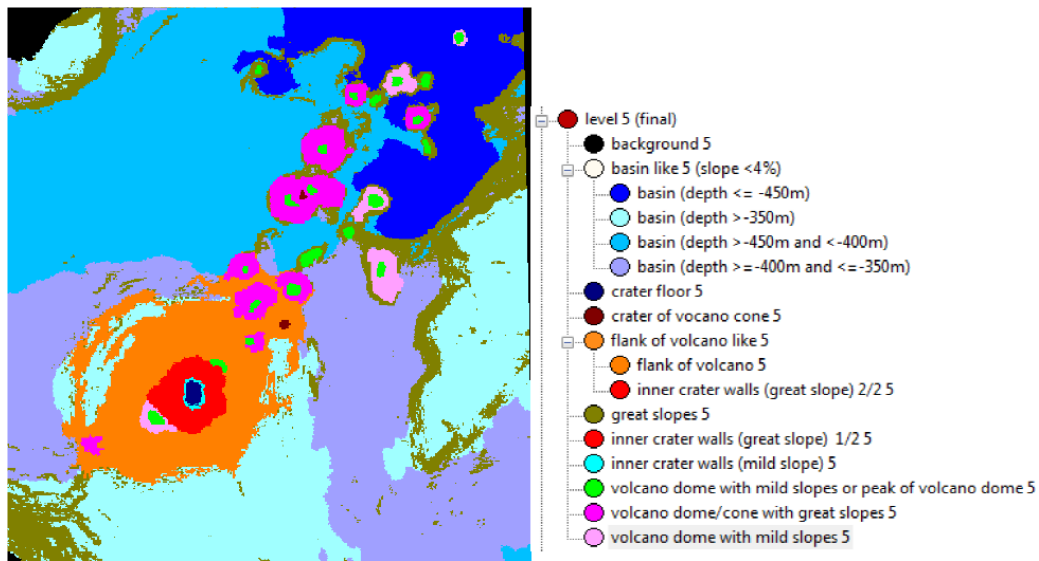 level 5 (final)
background 5
basin like 5 (slope <4%)
basin (depth <= -450m)
basin (depth >-350m)
basin (depth >-450m and <-400m)
basin (depth >=-400m and <=-350m)
crater floor 5
crater of vocano cone 5
flank of volcano like 5
flank of volcano 5
inner crater walls (great slope) 2/2 5
great slopes 5
inner crater walls (great slope)  1/2 5
inner crater walls (mild slope) 5
volcano dome with mild slopes or peak of volcano dome 5
volcano dome/cone with great slopes 5
volcano dome with mild slopes 5